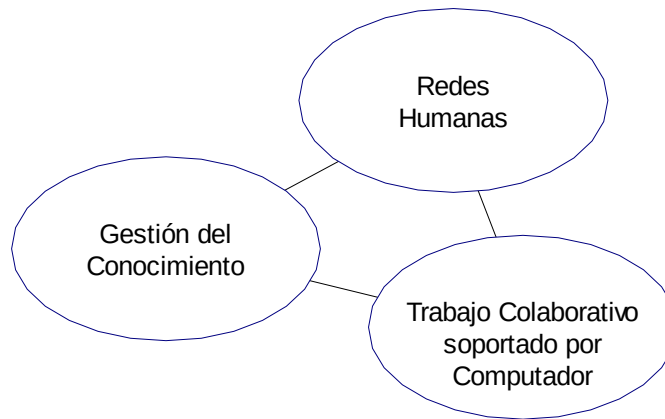 Redes
Humanas
Gestión del
Conocimiento
Trabajo Colaborativo
soportado por
Computador